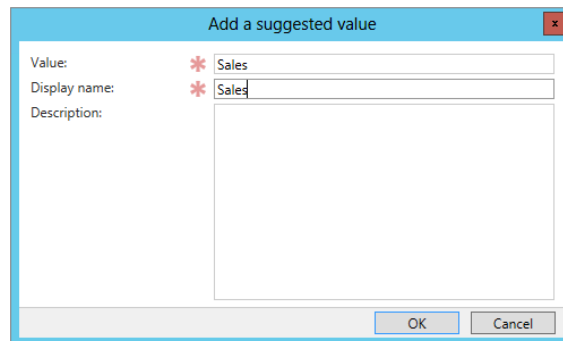 Add a suggested value
x
Value: * Sales
Display name: * Sales
Description:
OK Cancel